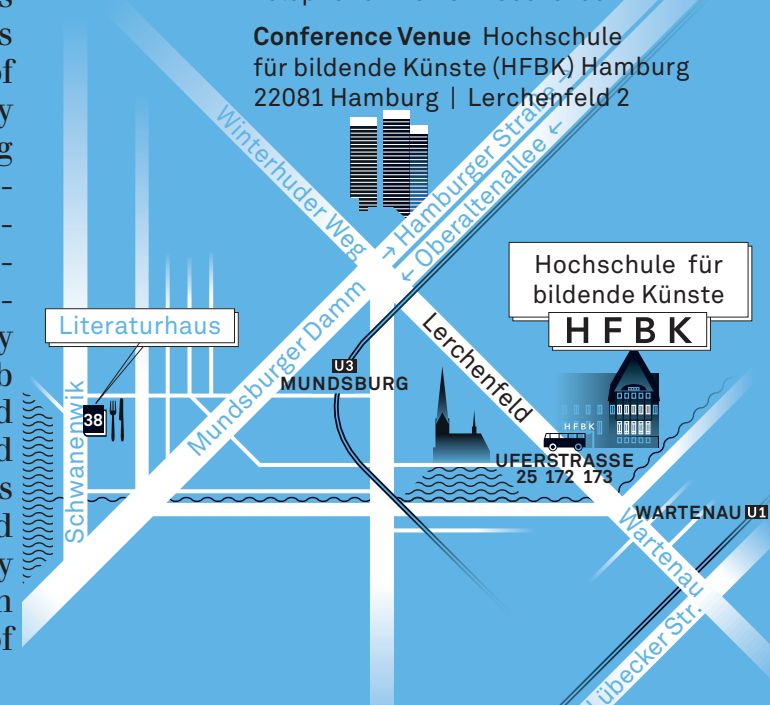 Conference Venue Hochschule
für bildende Künste (HFBK) Hamburg
22081 Hamburg | Lerchenfeld 2
s
s
of
y
g
-
-
-
-
y
b
d
d
s
d
y
n
of
Winterhuder Weg
→ Hamburger Straße →
← Oberaltenallee ←
Hochschule für
bildende Künste
HFBK
Literaturhaus
Mundsburger Damm
Lerchenfeld
U3
MUNDSBURG
Schwanenwik
38
HFBK
UFERSTRASSE
25 172 173
WARTENAU U1
Wartenau
Lübecker Str.